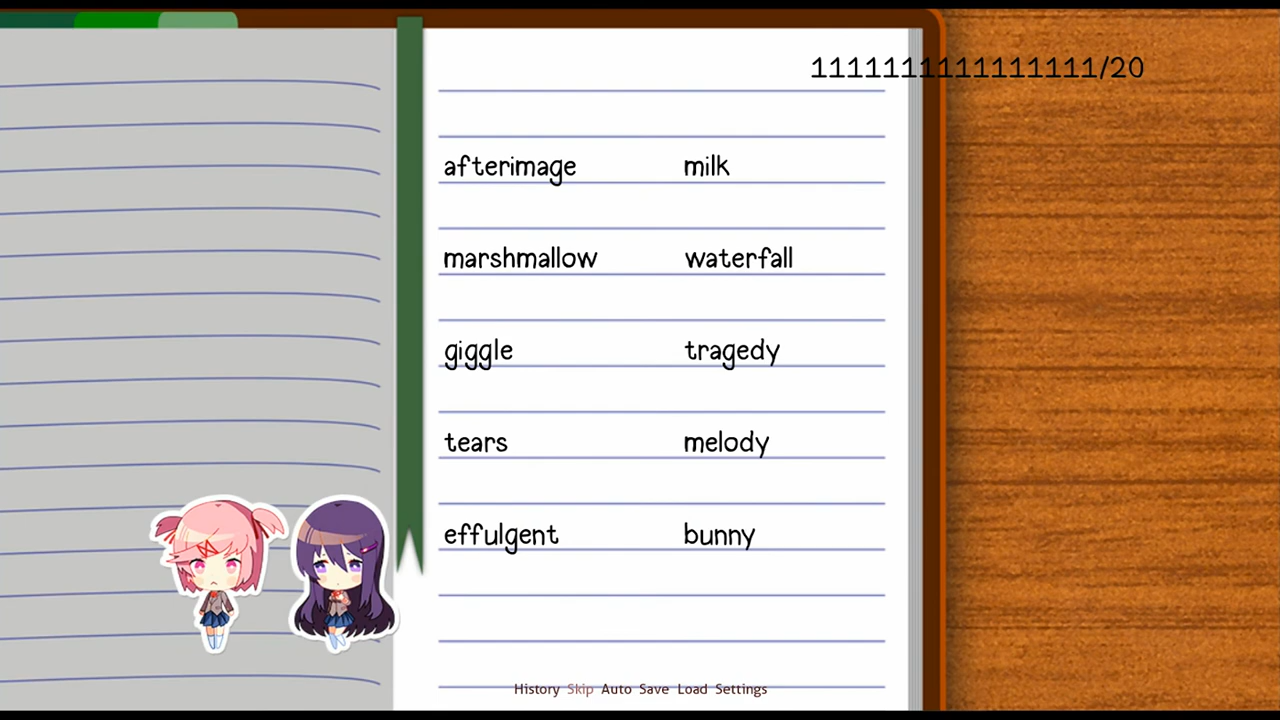 1111111111111111/20
afterimage milk
marshmallow waterfall
giggle tragedy
tears melody
effulgent bunny
History Skip Auto Save Load Settings